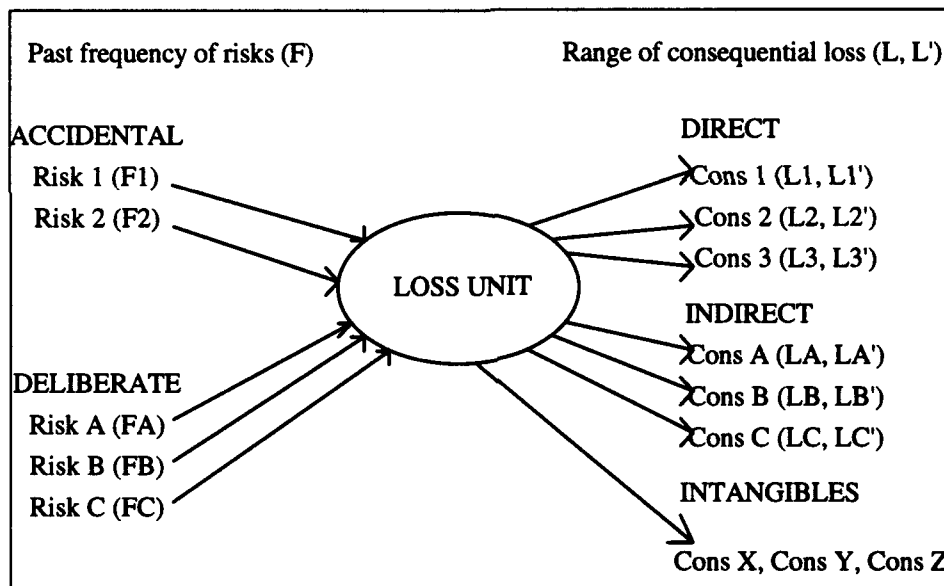 Past frequency of risks (F)
Range of consequential loss (L, L')
ACCIDENTAL
Risk 1 (F1)
Risk 2 (F2)
DELIBERATE
Risk A (FA)
Risk B (FB)
Risk C (FC)
LOSS UNIT
DIRECT
Cons 1 (L1, L1')
Cons 2 (L2, L2')
Cons 3 (L3, L3')
INDIRECT
Cons A (LA, LA')
Cons B (LB, LB')
Cons C (LC, LC')
INTANGIBLES
Cons X, Cons Y, Cons Z